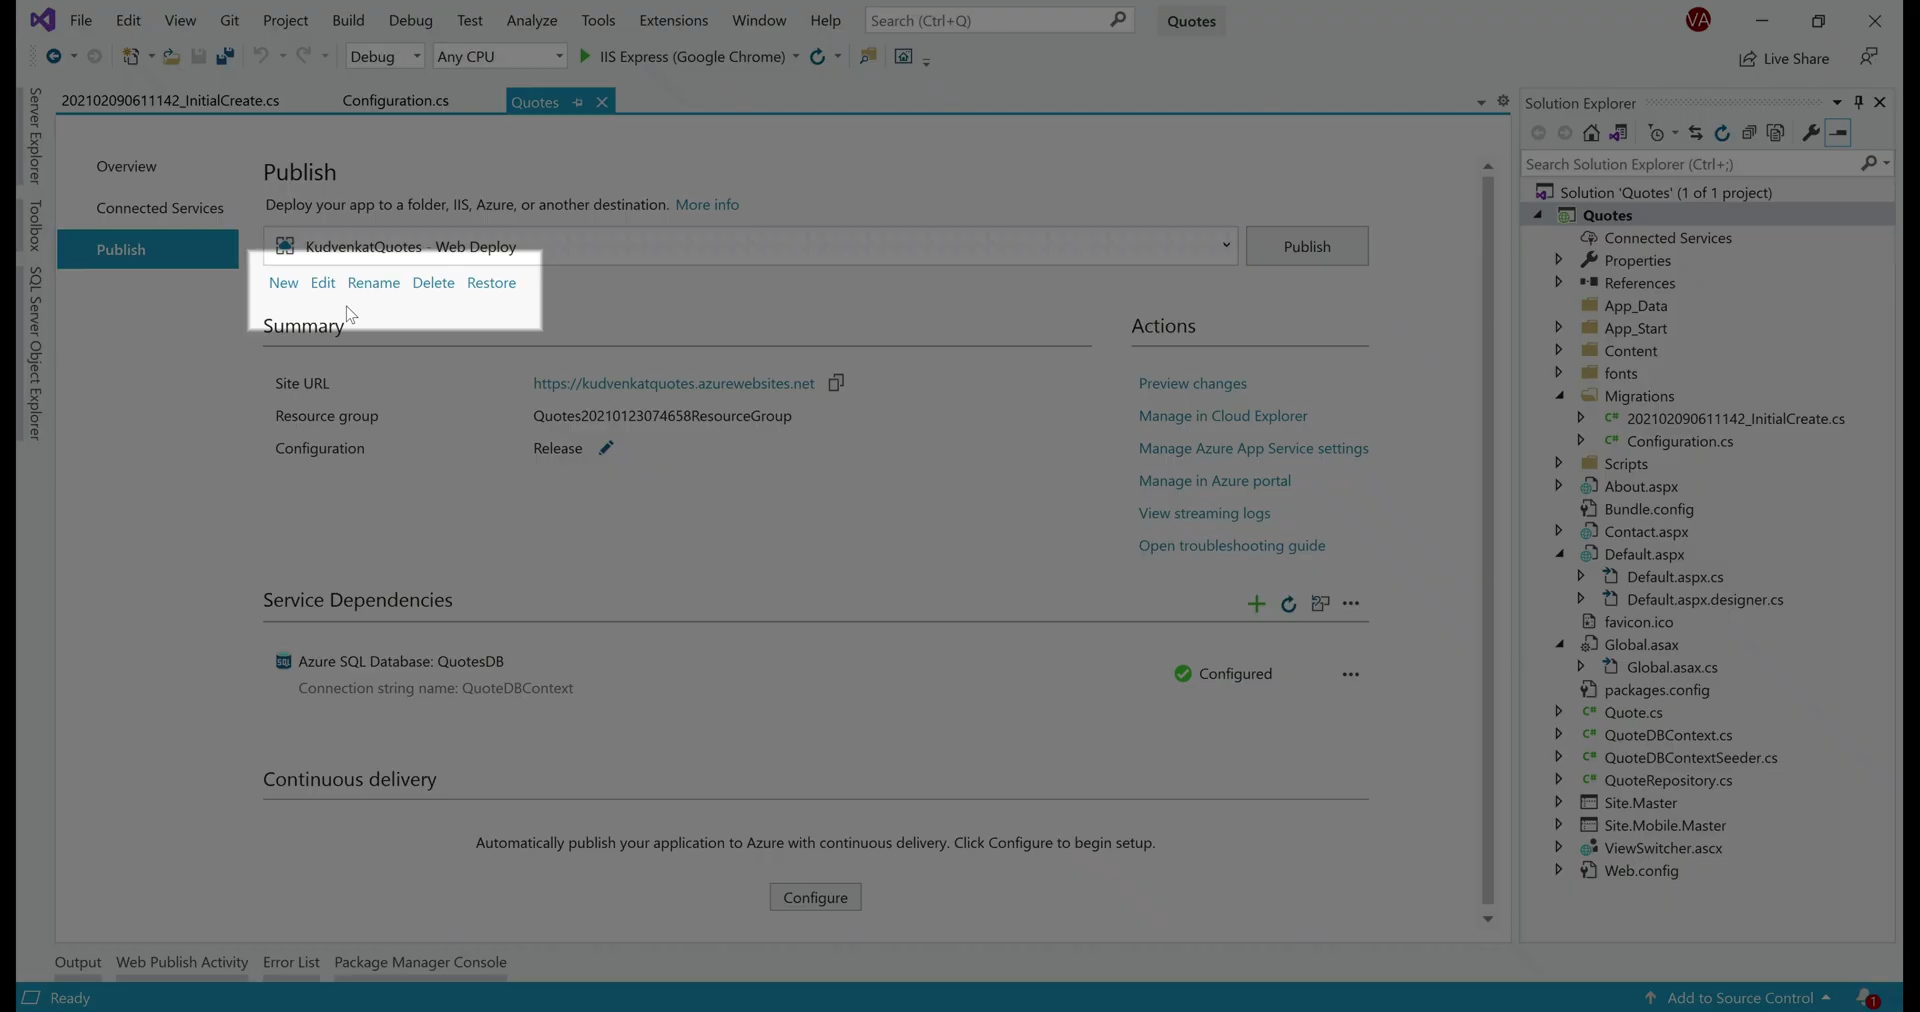 File Edit View Git Project Build Debug Test Analyze Tools Extensions Window Help Search (Ctrl+Q) Quotes VA
Debug Any CPU IIS Express (Google Chrome) Live Share
202102090611142_InitialCreate.cs Configuration.cs Quotes
Server Explorer
Toolbox
SQL Server Object Explorer
Overview
Connected Services
Publish
Publish
Deploy your app to a folder, IIS, Azure, or another destination. More info
KudvenkatQuotes - Web Deploy Publish
New Edit Rename Delete Restore
Summary
Site URL https://kudvenkatquotes.azurewebsites.net
Resource group Quotes20210123074658ResourceGroup
Configuration Release
Actions
Preview changes
Manage in Cloud Explorer
Manage Azure App Service settings
Manage in Azure portal
View streaming logs
Open troubleshooting guide
Service Dependencies
SQL Azure SQL Database: QuotesDB
Connection string name: QuoteDBContext
Configured
Continuous delivery
Automatically publish your application to Azure with continuous delivery. Click Configure to begin setup.
Configure
Solution Explorer
Search Solution Explorer (Ctrl+;)
Solution 'Quotes' (1 of 1 project)
Quotes
Connected Services
Properties
References
App_Data
App_Start
Content
fonts
Migrations
C# 202102090611142_InitialCreate.cs
C# Configuration.cs
Scripts
About.aspx
Bundle.config
Contact.aspx
Default.aspx
Default.aspx.cs
Default.aspx.designer.cs
favicon.ico
Global.asax
Global.asax.cs
packages.config
C# Quote.cs
C# QuoteDBContext.cs
C# QuoteDBContextSeeder.cs
C# QuoteRepository.cs
Site.Master
Site.Mobile.Master
ViewSwitcher.ascx
Web.config
Output Web Publish Activity Error List Package Manager Console
Ready Add to Source Control 1